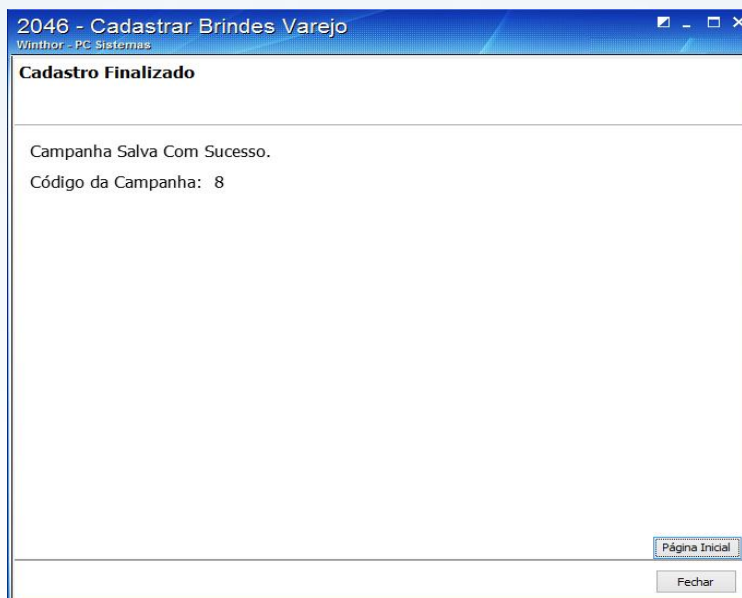 2046 - Cadastrar Brindes Varejo
Winthor - PC Sistemas
Cadastro Finalizado
Campanha Salva Com Sucesso.
Código da Campanha: 8
Página Inicial
Fechar